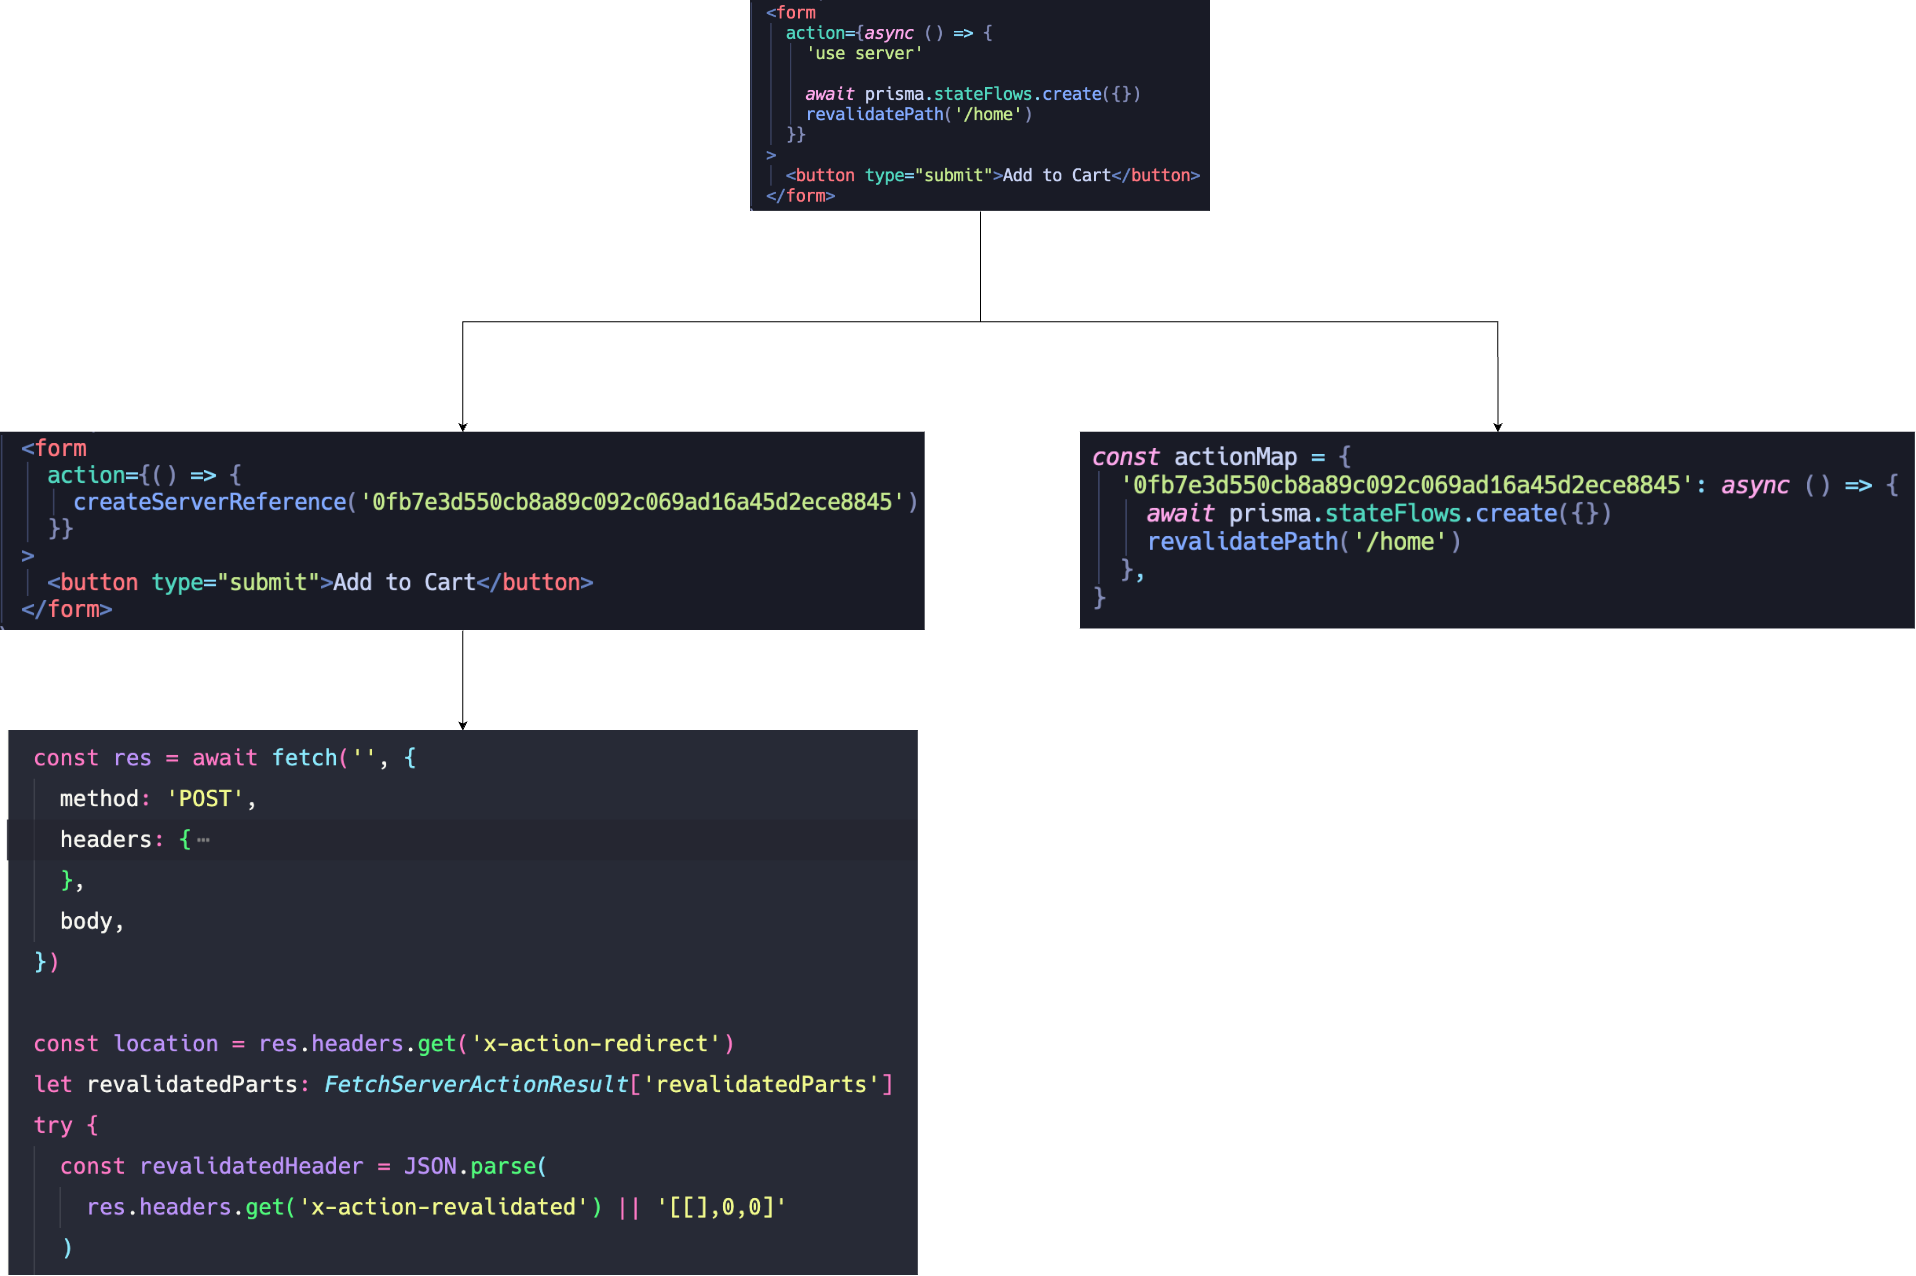 <form
action={async () => {
'use server'
await prisma.stateFlows.create({})
revalidatePath('/home')
}}
>
<button type="submit">Add to Cart</button>
</form>
<form
action={() => {
createServerReference('0fb7e3d550cb8a89c092c069ad16a45d2ece8845')
}}
>
<button type="submit">Add to Cart</button>
</form>
const actionMap = {
'0fb7e3d550cb8a89c092c069ad16a45d2ece8845': async () => {
await prisma.stateFlows.create({})
revalidatePath('/home')
},
}
const res = await fetch('', {
method: 'POST',
headers: {⋯
},
body,
})
const location = res.headers.get('x-action-redirect')
let revalidatedParts: FetchServerActionResult['revalidatedParts']
try {
const revalidatedHeader = JSON.parse(
res.headers.get('x-action-revalidated') || '[[],0,0]'
)